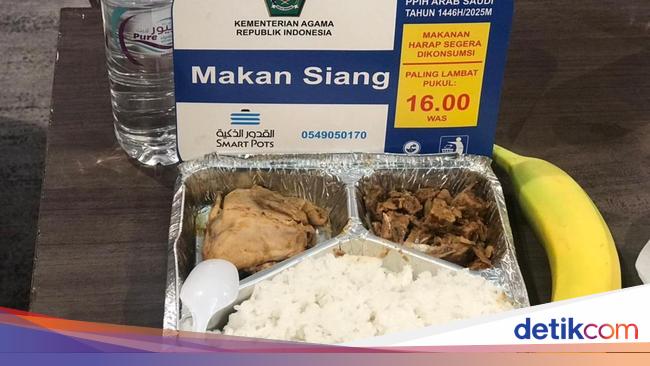 KEMENTERIAN AGAMA
REPUBLIK INDONESIA
PPIH ARAB SAUDI
TAHUN 1446H/2025M
MAKANAN
HARAP SEGERA
DIKONSUMSI
PALING LAMBAT
PUKUL:
16.00
WAS
Makan Siang
القدور الذكية
SMART POTS
0549050170
Pure
detikcom